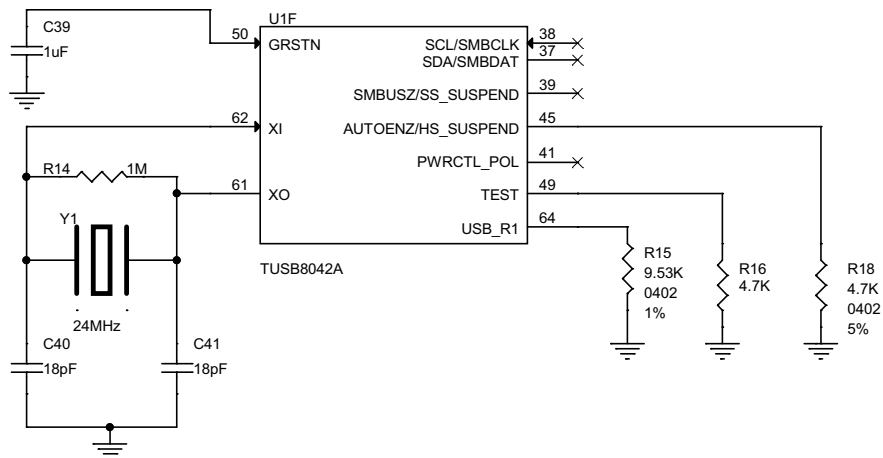 U1F
C39
1uF
50
GRSTN
SCL/SMBCLK
38
SDA/SMBDAT
37
SMBUSZ/SS_SUSPEND
39
62
XI
AUTOENZ/HS_SUSPEND
45
R14
1M
PWRCTL_POL
41
61
XO
TEST
49
Y1
USB_R1
64
TUSB8042A
R15
9.53K
0402
1%
R16
4.7K
R18
4.7K
0402
5%
24MHz
C40
18pF
C41
18pF